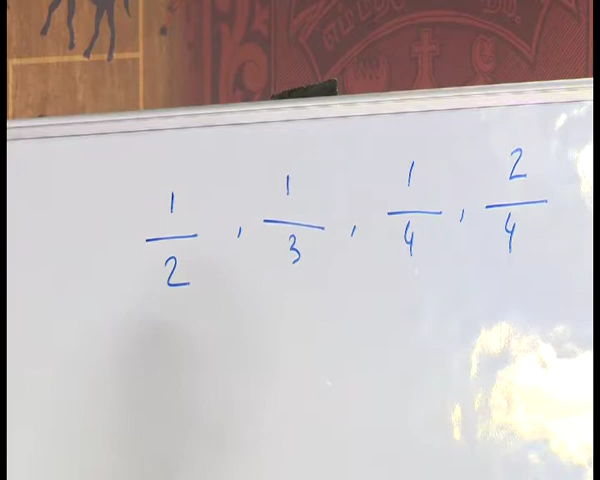 1/2 , 1/3 , 1/4 , 2/4